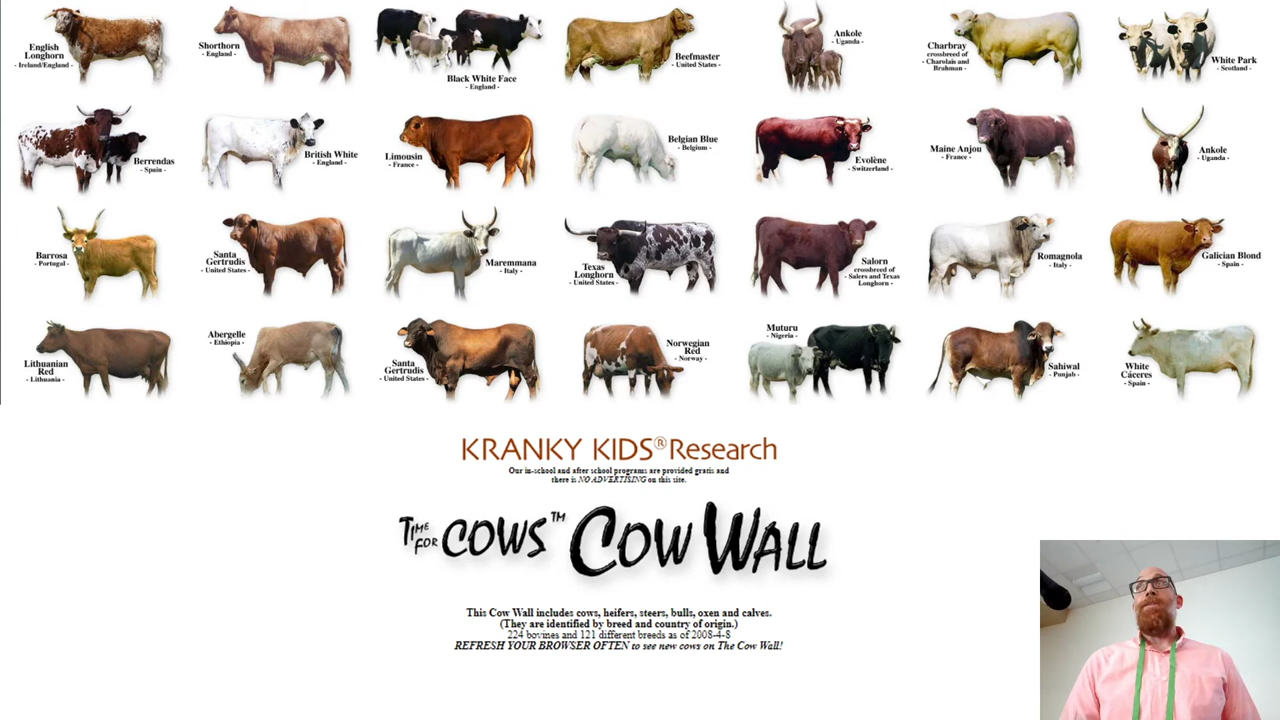 English
Longhorn
- Ireland/England -
Shorthorn
- England -
Black White Face
- England -
Beefmaster
- United States -
Ankole
- Uganda -
Charbray
crossbreed of
- Charolais and
Brahman -
White Park
- Scotland -
Berrendas
- Spain -
British White
- England -
Limousin
- France -
Belgian Blue
- Belgium -
Evolène
- Switzerland -
Maine Anjou
- France -
Ankole
- Uganda -
Barrosa
- Portugal -
Santa
Gertrudis
- United States -
Maremmana
- Italy -
Texas
Longhorn
- United States -
Salorn
crossbreed of
- Salers and Texas
Longhorn -
Romagnola
- Italy -
Galician Blond
- Spain -
Lithuanian
Red
- Lithuania -
Abergelle
- Ethiopia -
Santa
Gertrudis
- United States -
Norwegian
Red
- Norway -
Muturu
- Nigeria -
Sahiwal
- Punjab -
White
Cáceres
- Spain -
KRANKY KIDS® Research
Our in-school and after school programs are provided gratis and
there is NO ADVERTISING on this site.
TIME FOR COWS™ COW WALL
This Cow Wall includes cows, heifers, steers, bulls, oxen and calves.
(They are identified by breed and country of origin.)
224 bovines and 121 different breeds as of 2008-4-8
REFRESH YOUR BROWSER OFTEN to see new cows on The Cow Wall!